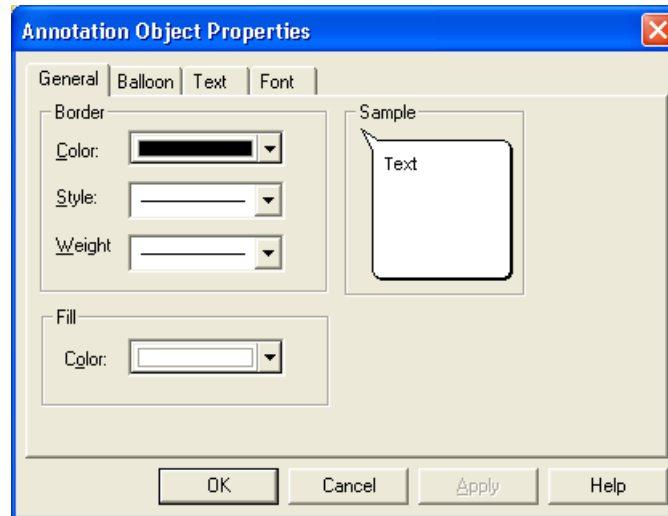 Annotation Object Properties
General Balloon Text Font
Border
Color:
Style:
Weight
Sample
Text
Fill
Color:
OK Cancel Apply Help